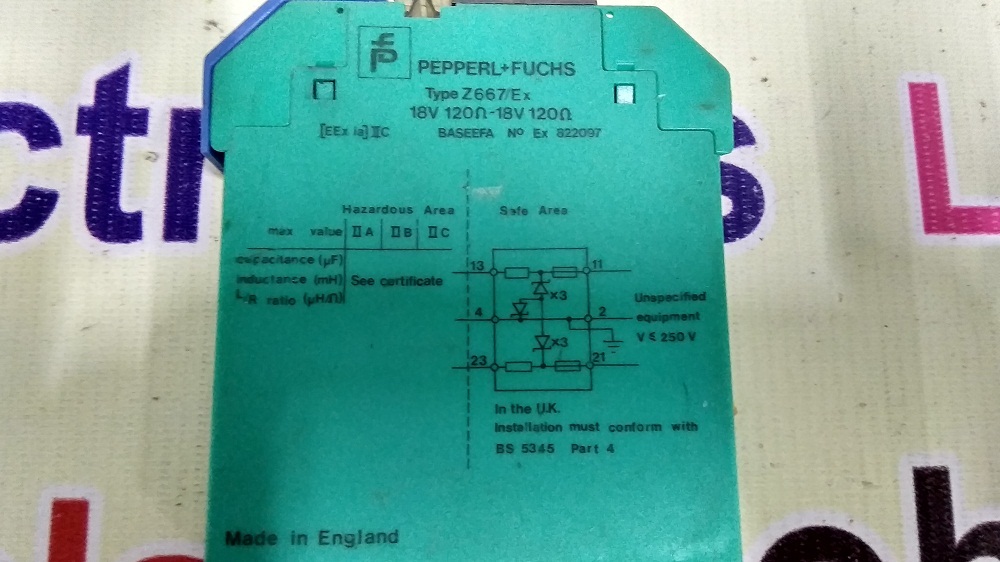 PEPPERL+FUCHS
Type Z667/Ex
18V 120Ω-18V 120Ω
[EEx ia] IIC BASEEFA Nº Ex 822097
Hazardous Area Safe Area
max value IIA IIB IIC
capacitance (µF)
inductance (mH) See certificate
L/R ratio (µH/Ω)
13 11
x3
4 2
Unspecified
equipment
V ≤ 250 V
x3
23 21
In the U.K.
Installation must conform with
BS 5345 Part 4
Made in England